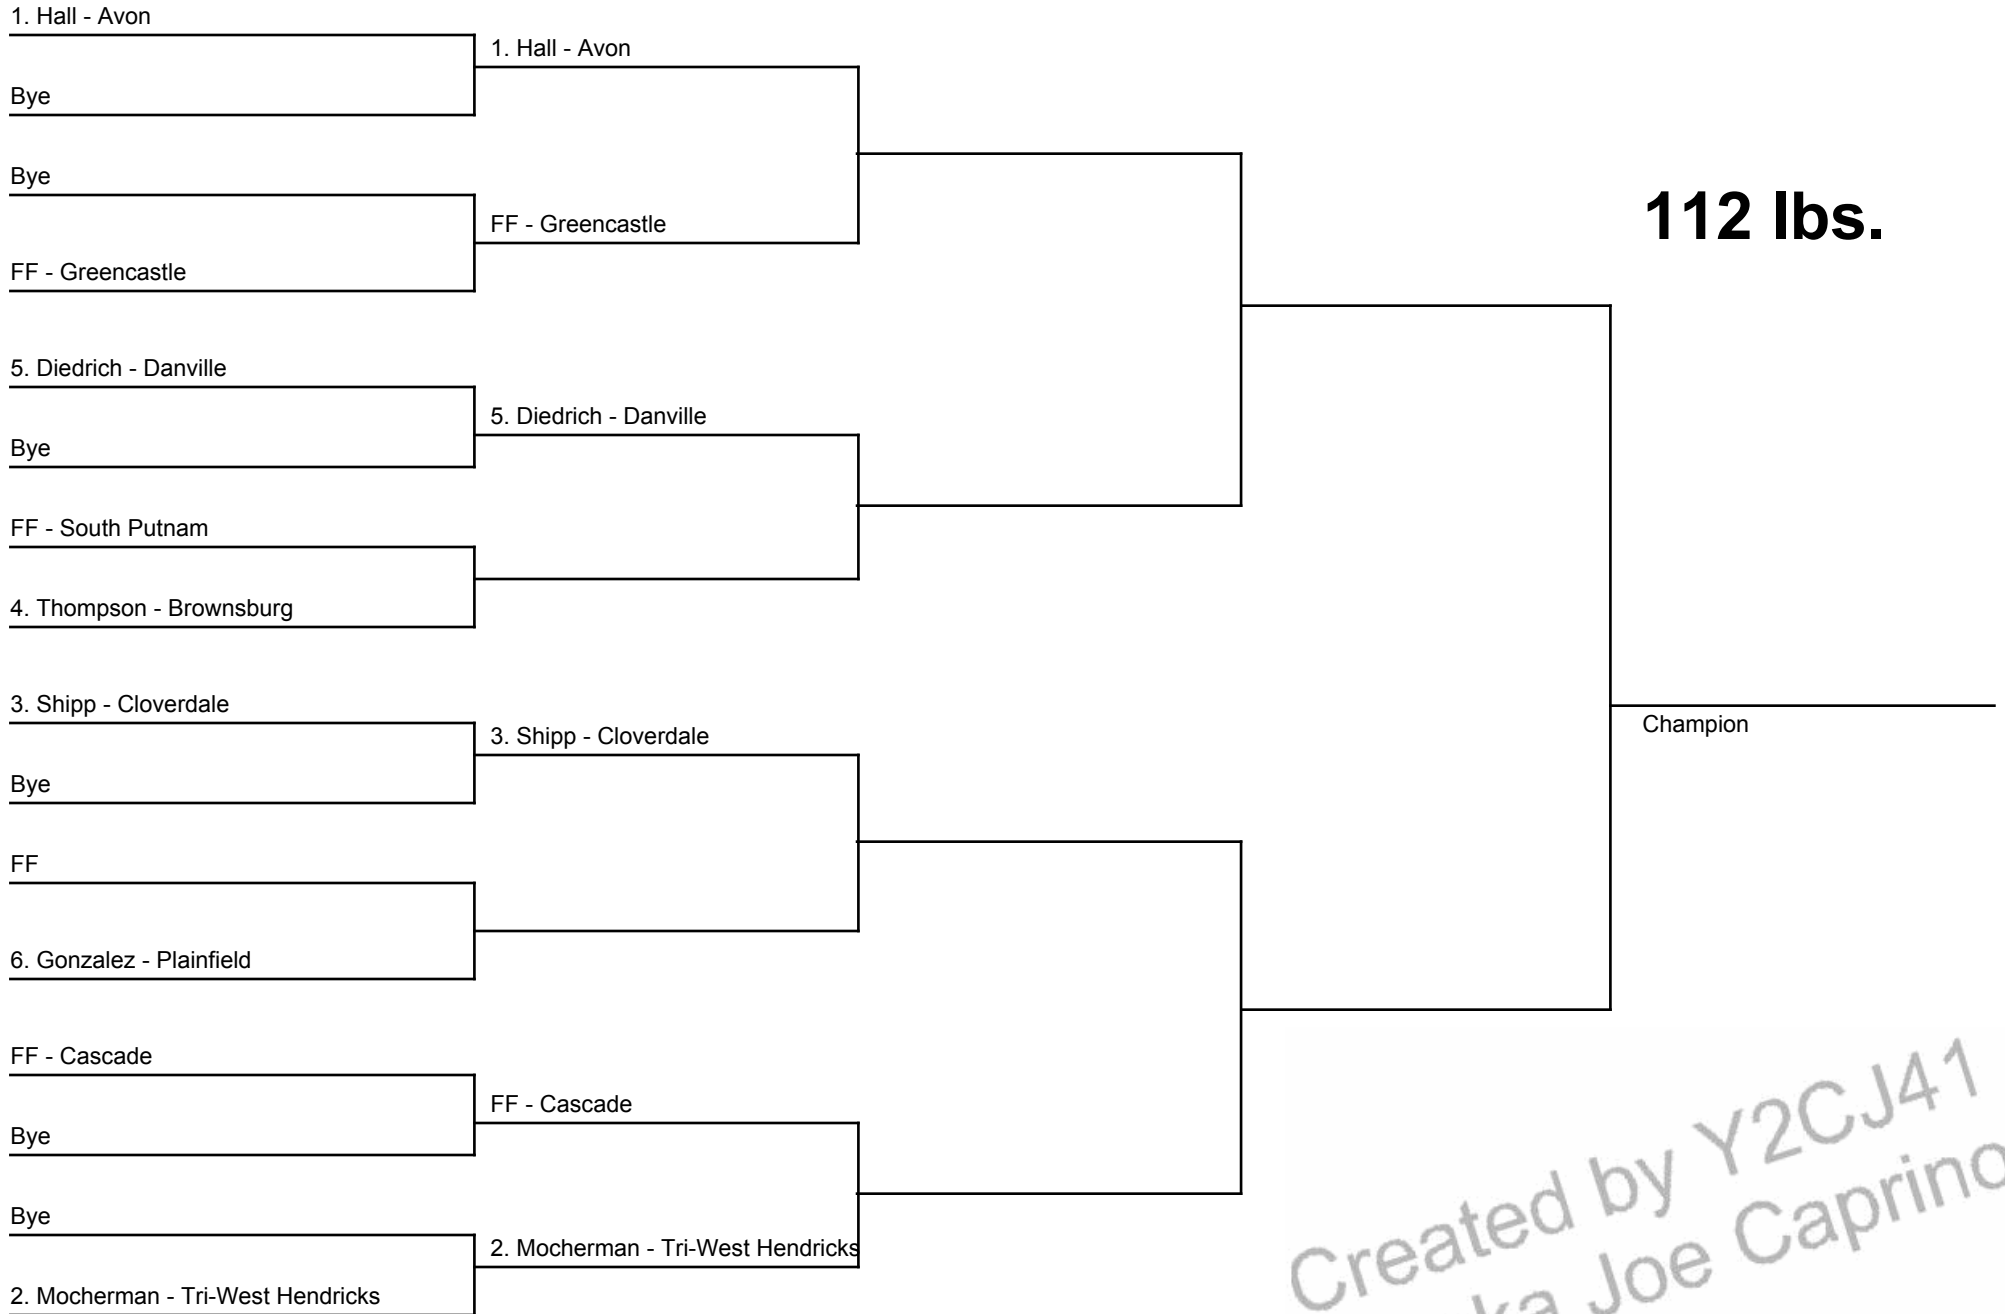 1. Hall - Avon
Bye
Bye
FF - Greencastle
5. Diedrich - Danville
Bye
FF - South Putnam
4. Thompson - Brownsburg
3. Shipp - Cloverdale
Bye
FF
6. Gonzalez - Plainfield
FF - Cascade
Bye
Bye
2. Mocherman - Tri-West Hendricks
1. Hall - Avon
FF - Greencastle
5. Diedrich - Danville
3. Shipp - Cloverdale
FF - Cascade
2. Mocherman - Tri-West Hendricks
112 lbs.
Champion
Created by Y2CJ41
Joe Caprino